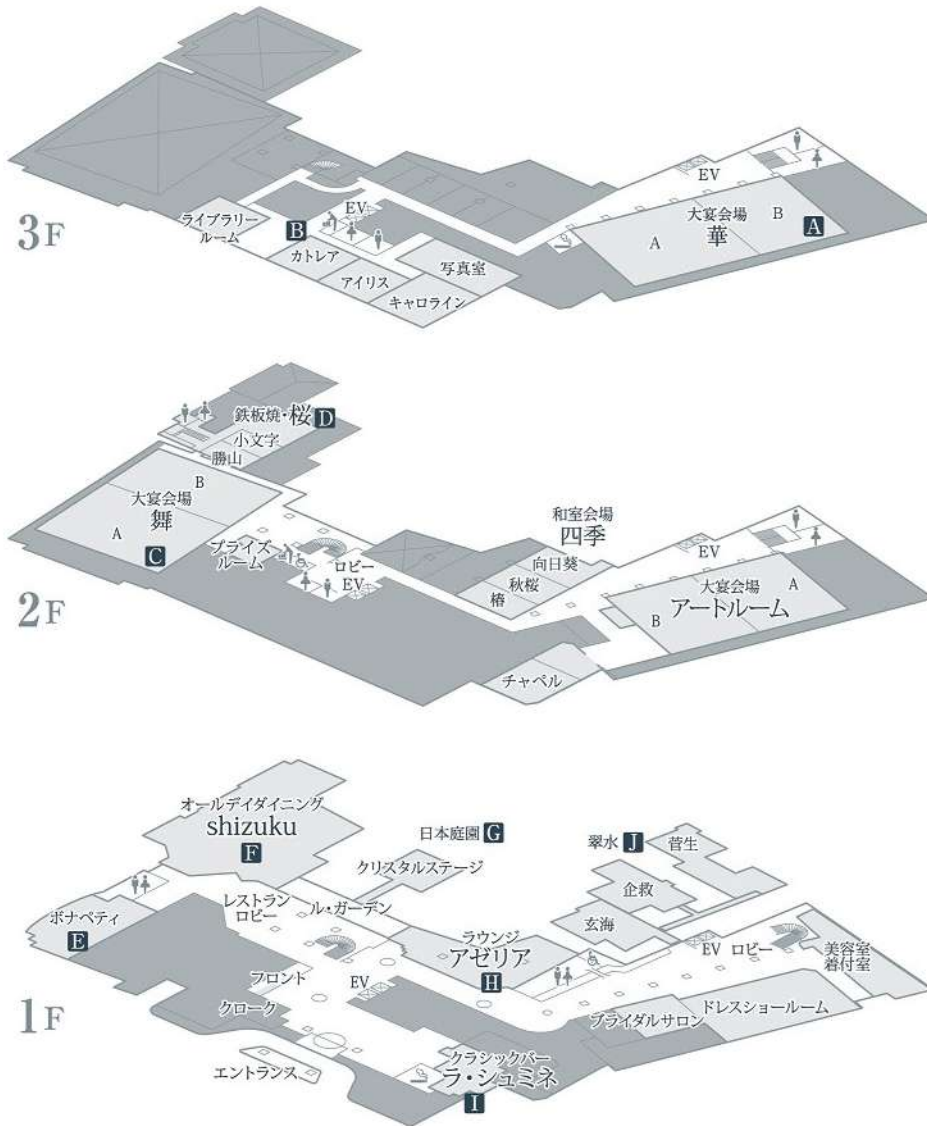 3F
EV
EV
ライブラリー
ルーム
B
カトレア
アイリス
キャロライン
写真室
大宴会場
華
A
B
A
2F
鉄板焼・桜
D
小文字
勝山
大宴会場
舞
B
A
C
プライズ
ルーム
ロビー
EV
和室会場
四季
向日葵
秋桜
椿
EV
大宴会場
アートルーム
A
B
チャペル
1F
オールデイダイニング
shizuku
F
日本庭園
G
クリスタルステージ
翠水
J
菅生
企救
玄海
ボナペティ
E
レストラン
ロビー
ル・ガーデン
ラウンジ
アゼリア
H
EV
ロビー
美容室
着付室
フロント
EV
クローク
ブライダルサロン
ドレスショールーム
エントランス
クラシックバー
ラ・シュミネ
I